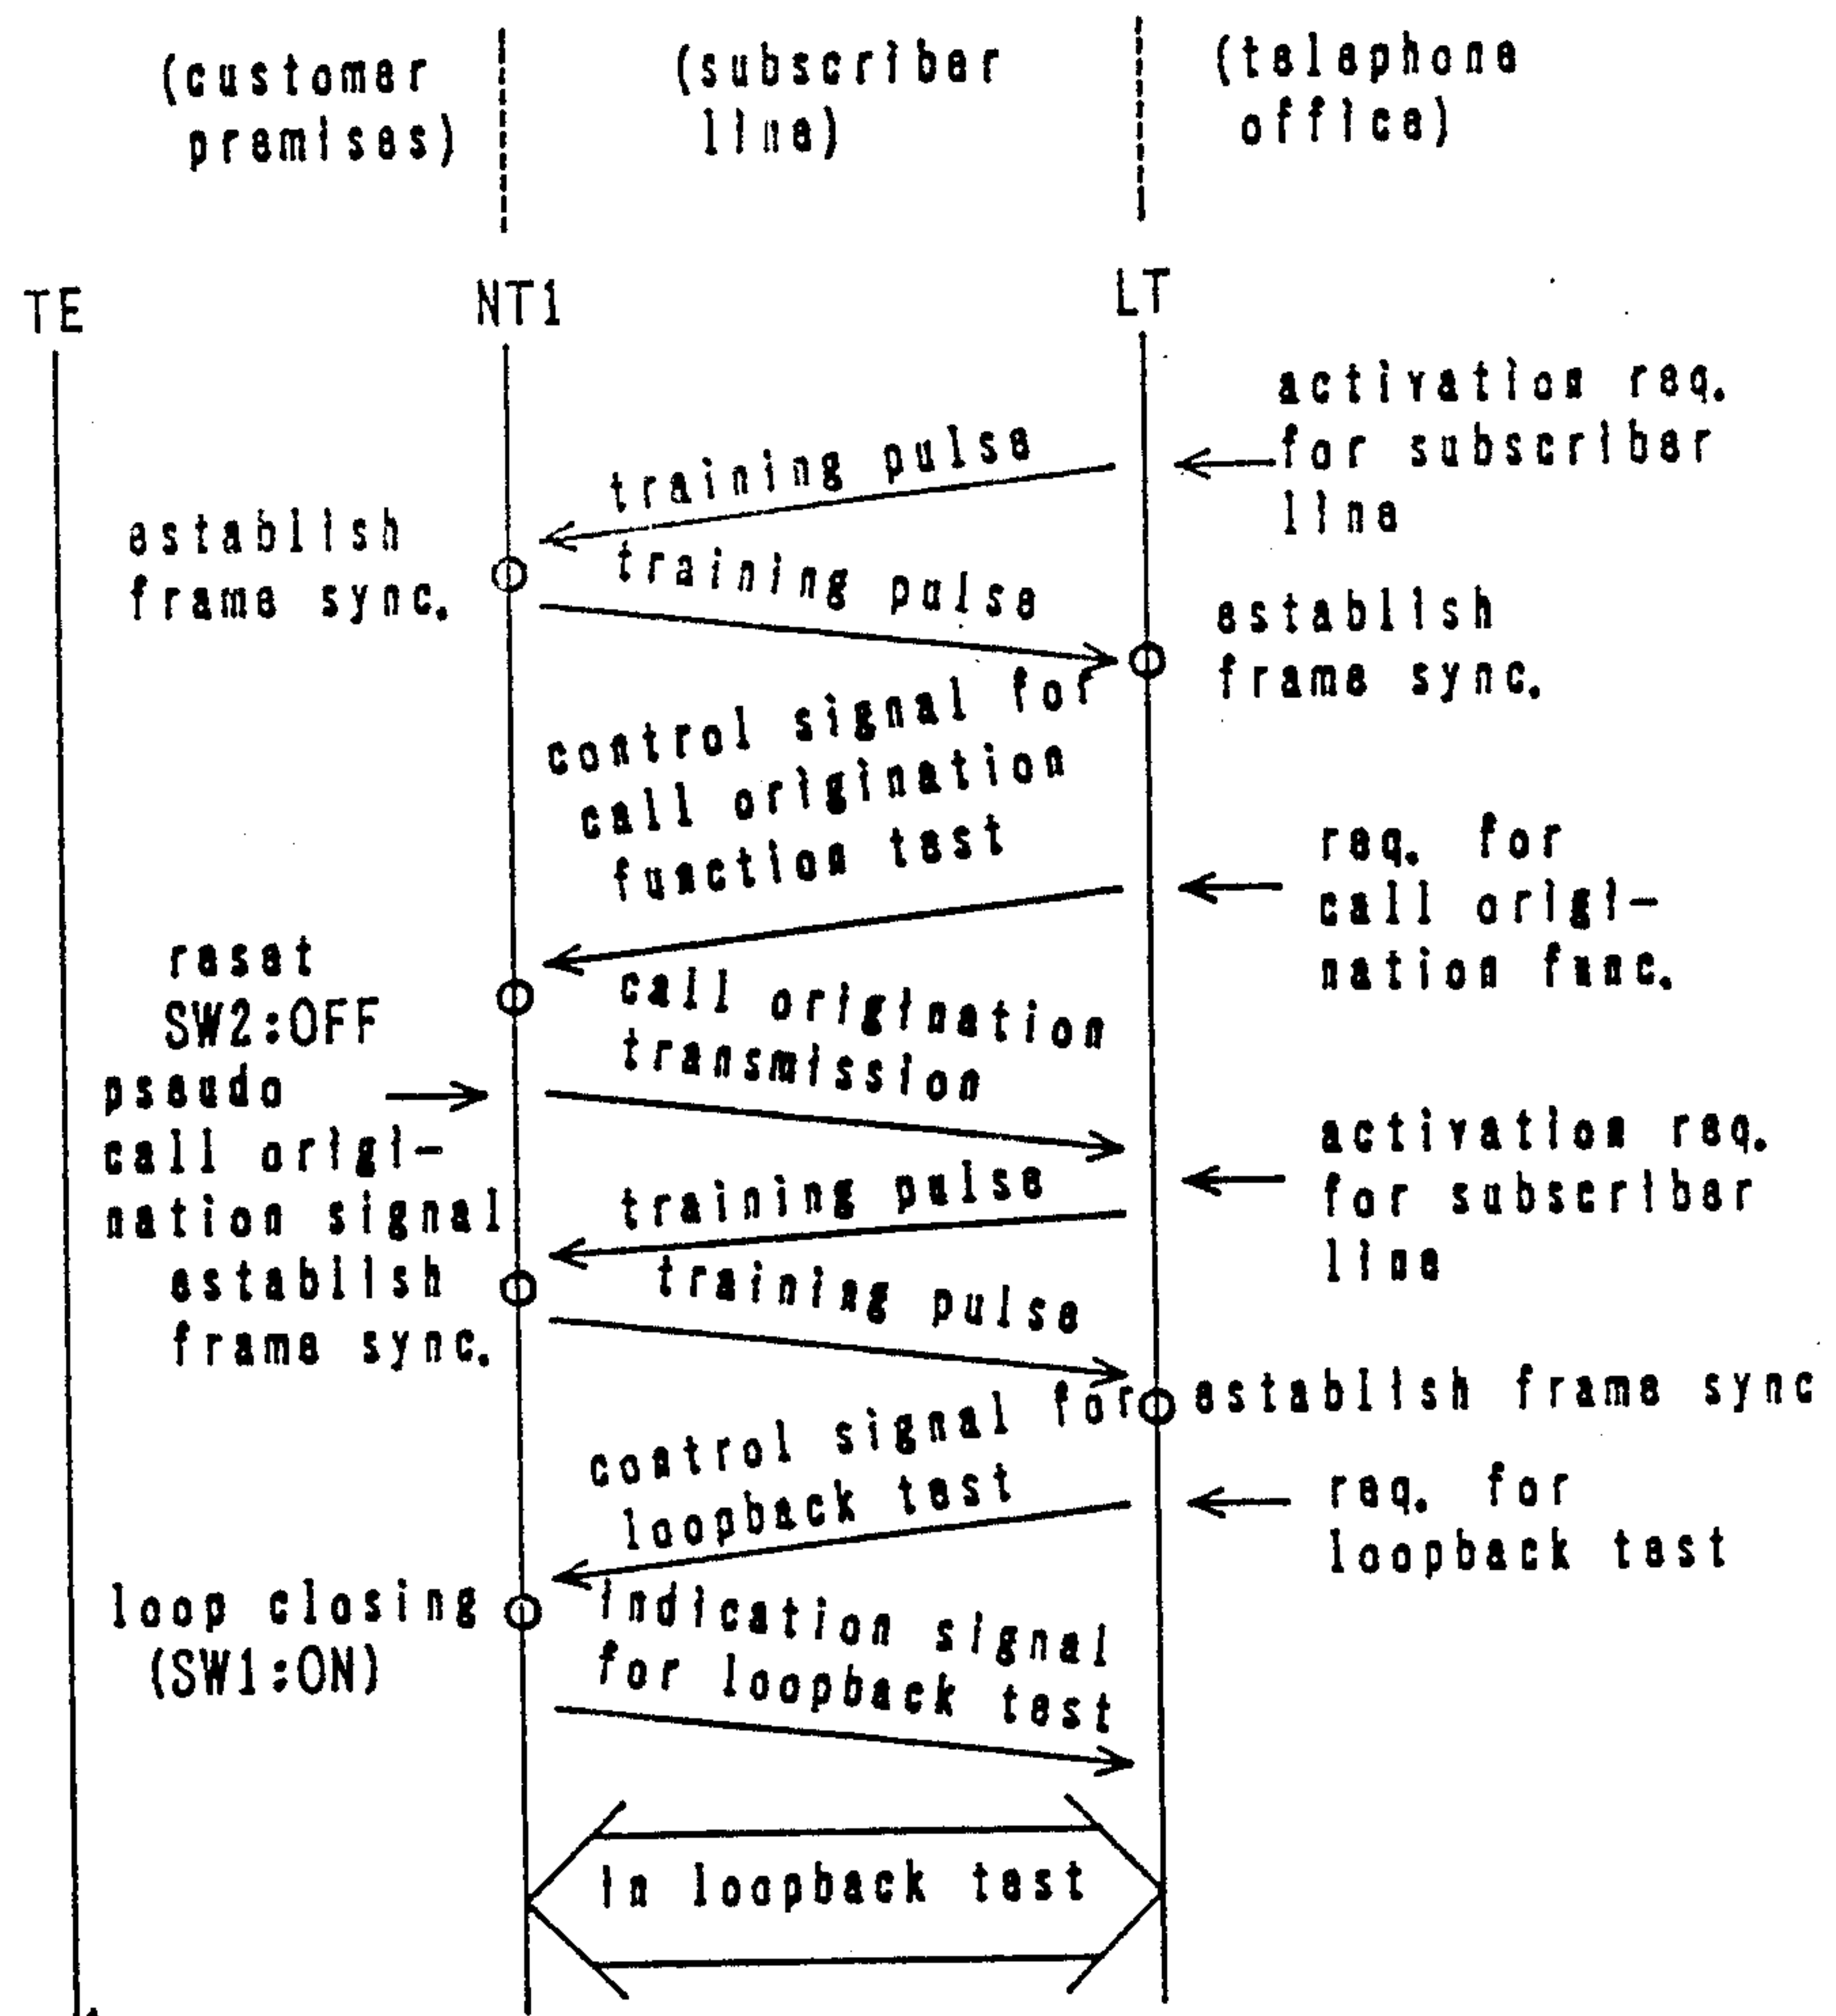 (customer
premises)
(subscriber
line)
(telephone
office)
TE
NT1
LT
activation req.
for subscriber
line
training pulse
establish
frame sync.
training pulse
establish
frame sync.
control signal for
call origination
function test
req. for
call origi-
nation func.
reset
SW2:OFF
call origination
transmission
pseudo
call origi-
nation signal
activation req.
for subscriber
line
training pulse
establish
frame sync.
training pulse
establish frame sync
control signal for
loopback test
req. for
loopback test
loop closing
(SW1:ON)
indication signal
for loopback test
in loopback test